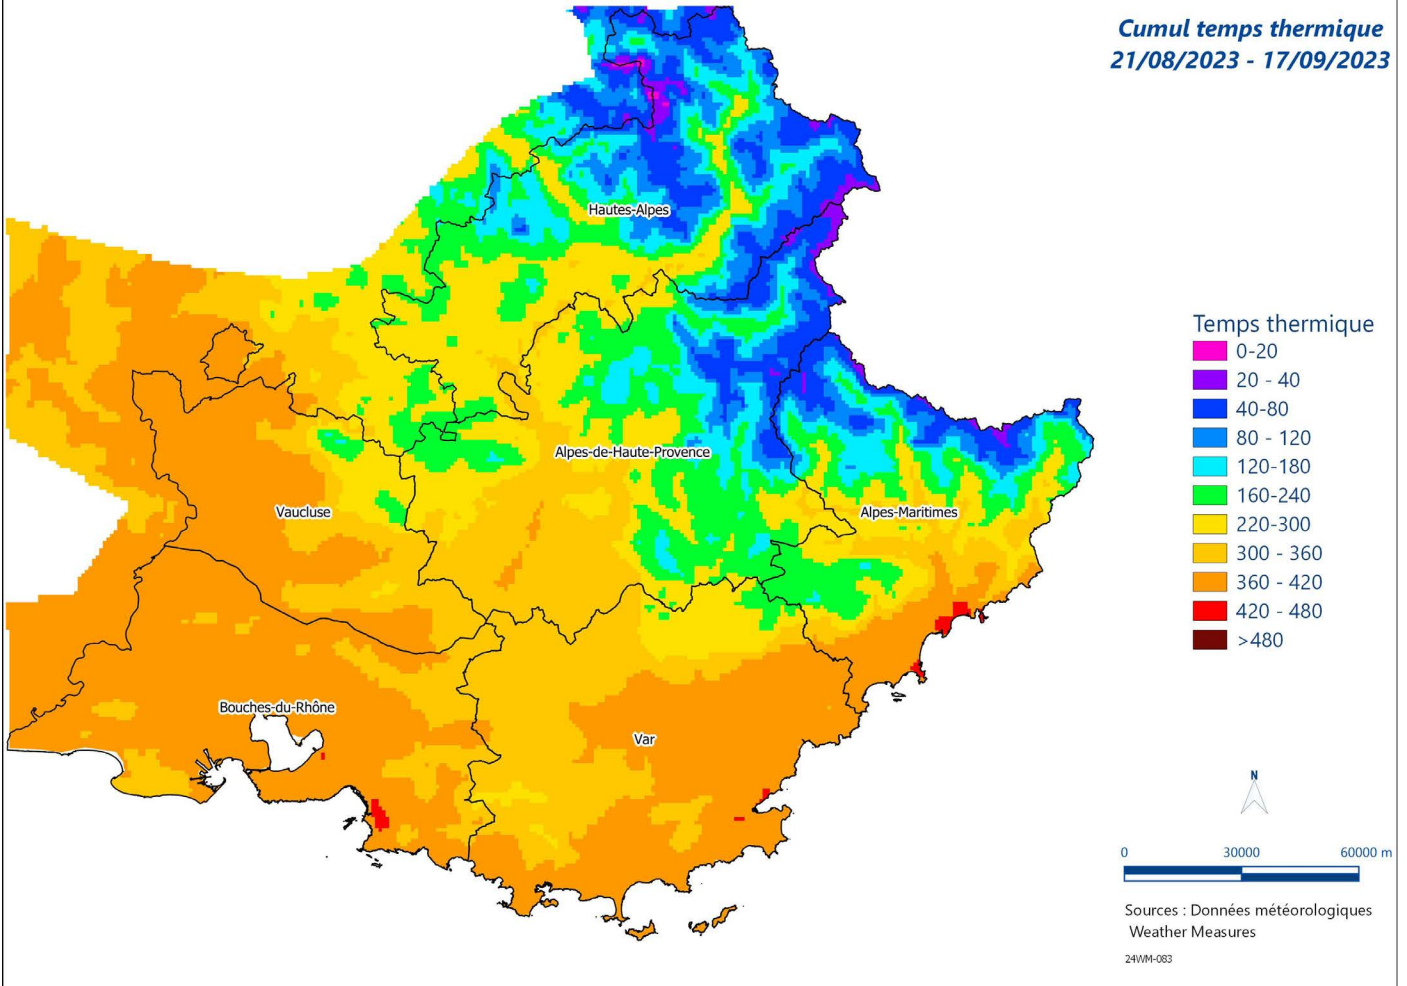 Cumul temps thermique
21/08/2023 - 17/09/2023
Hautes-Alpes
Temps thermique
0-20
20 - 40
40-80
80 - 120
120-180
160-240
220-300
300 - 360
360 - 420
420 - 480
>480
Alpes-de-Haute-Provence
Vaucluse
Alpes-Maritimes
Bouches-du-Rhône
Var
N
0 30000 60000 m
Sources : Données météorologiques
Weather Measures
24WM-083